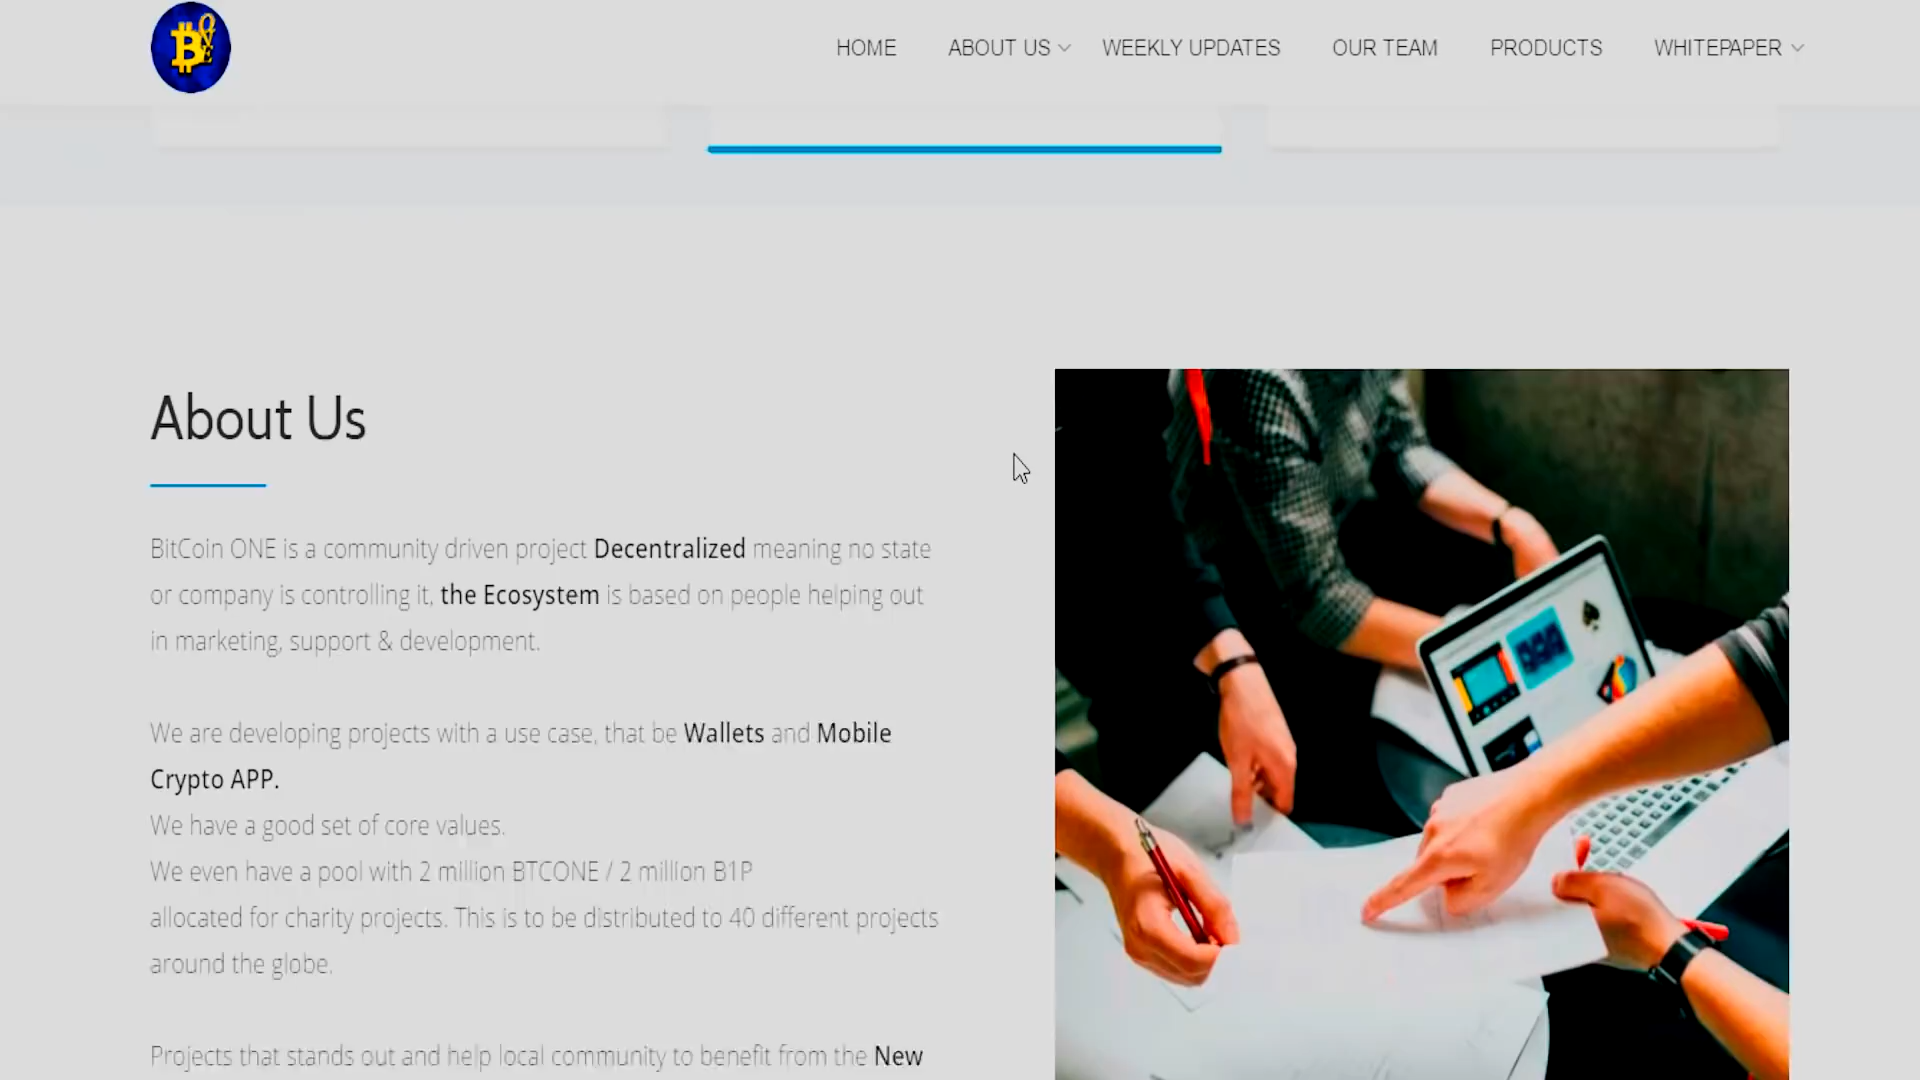 HOME ABOUT US WEEKLY UPDATES OUR TEAM PRODUCTS WHITEPAPER
About Us
BitCoin ONE is a community driven project Decentralized meaning no state
or company is controlling it, the Ecosystem is based on people helping out
in marketing, support & development.
We are developing projects with a use case, that be Wallets and Mobile
Crypto APP.
We have a good set of core values.
We even have a pool with 2 million BTCONE / 2 million B1P
allocated for charity projects. This is to be distributed to 40 different projects
around the globe.
Projects that stands out and help local community to benefit from the New